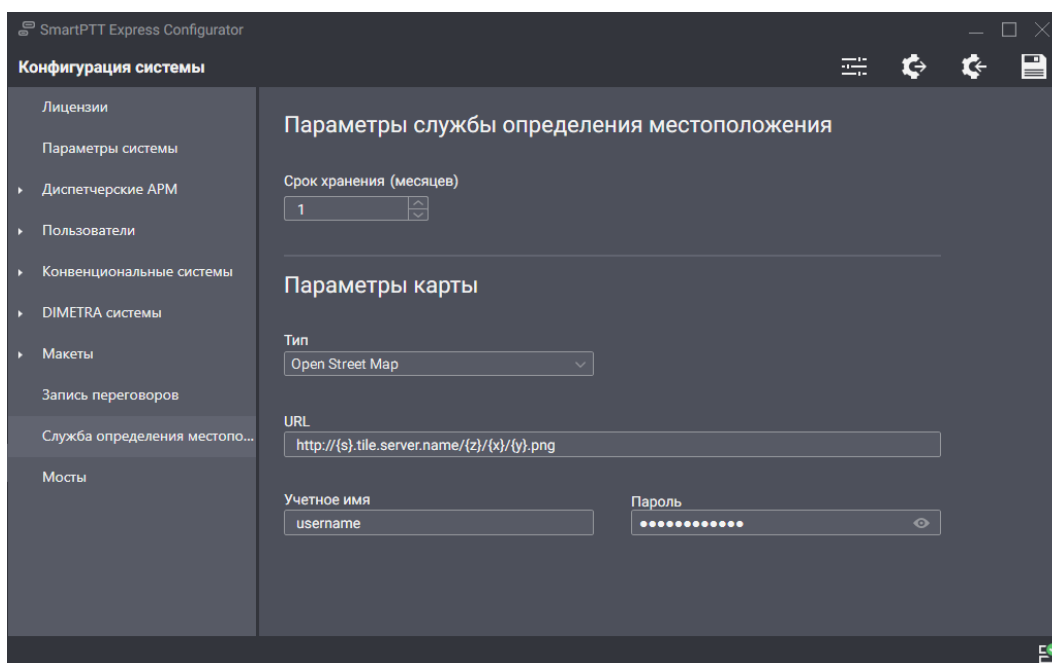 SmartPTT Express Configurator
Конфигурация системы
Лицензии
Параметры системы
Диспетчерские АРМ
Пользователи
Конвенциональные системы
DIMETRA системы
Макеты
Запись переговоров
Служба определения местопо...
Мосты
Параметры службы определения местоположения
Срок хранения (месяцев)
1
Параметры карты
Тип
Open Street Map
URL
http://{s}.tile.server.name/{z}/{x}/{y}.png
Учетное имя
Пароль
username
●●●●●●●●●●●●